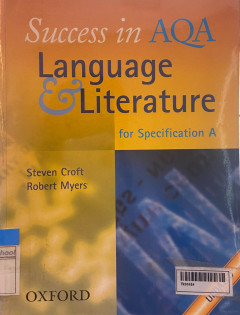 Success in AQA
Language
& Literature
for Specification A
Steven Croft
Robert Myers
OXFORD